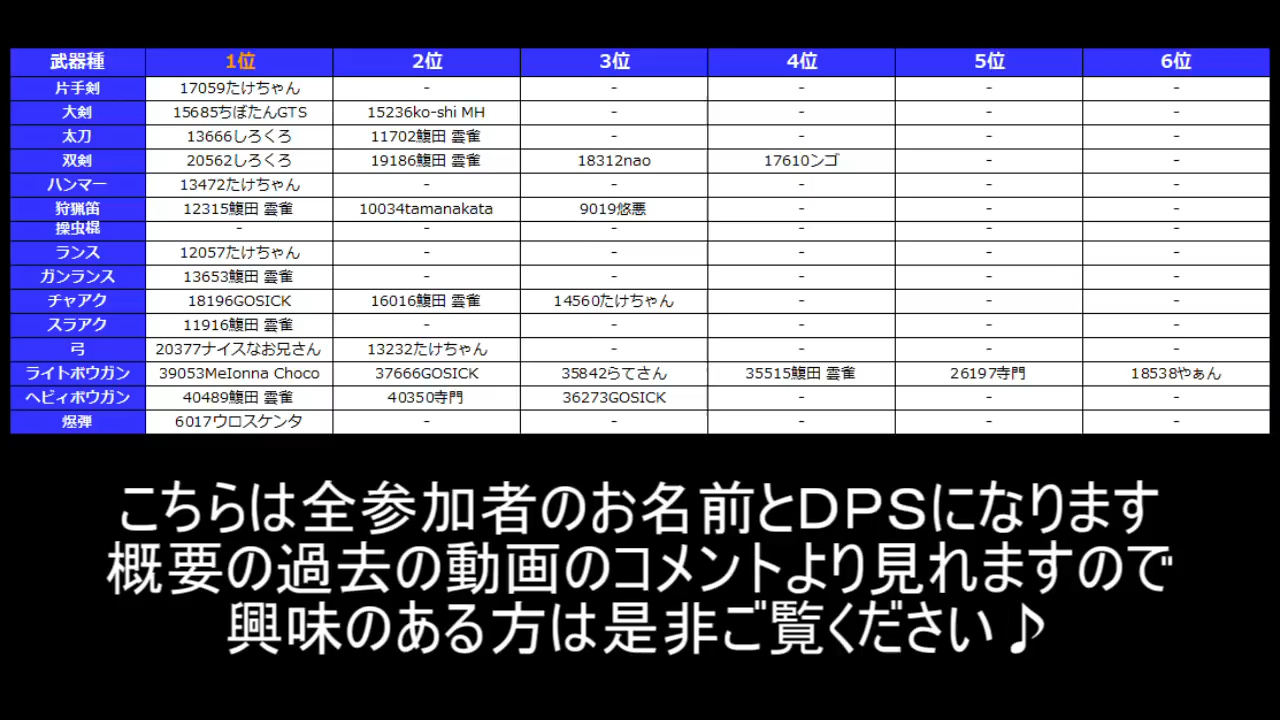 武器種 1位 2位 3位 4位 5位 6位
片手剣 17059たけちゃん - - - - -
大剣 15685ちぼたんGTS 15236ko-shi MH - - - -
太刀 13666しろくろ 11702鰒田 雲雀 - - - -
双剣 20562しろくろ 19186鰒田 雲雀 18312nao 17610ンゴ - -
ハンマー 13472たけちゃん - - - - -
狩猟笛 12315鰒田 雲雀 10034tamanakata 9019悠悪 - - -
操虫棍 - - - - - -
ランス 12057たけちゃん - - - - -
ガンランス 13653鰒田 雲雀 - - - - -
チャアク 18196GOSICK 16016鰒田 雲雀 14560たけちゃん - - -
スラアク 11916鰒田 雲雀 - - - - -
弓 20377ナイスなお兄さん 13232たけちゃん - - - -
ライトボウガン 39053MeIonna Choco 37666GOSICK 35842らてさん 35515鰒田 雲雀 26197寺門 18538やぁん
ヘビィボウガン 40489鰒田 雲雀 40350寺門 36273GOSICK - - -
爆弾 6017ウロスケンタ - - - - -
こちらは全参加者のお名前とDPSになります
概要の過去の動画のコメントより見れますので
興味のある方は是非ご覧ください♪